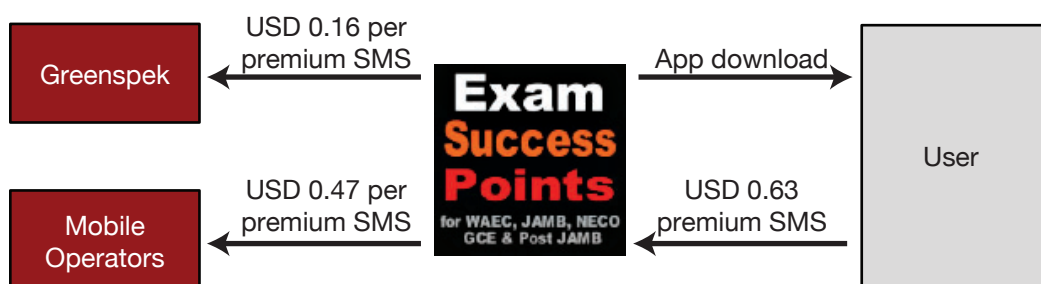 Greenspek
USD 0.16 per
premium SMS
App download
Exam
Success
Points
for WAEC, JAMB, NECO
GCE & Post JAMB
User
Mobile
Operators
USD 0.47 per
premium SMS
USD 0.63
premium SMS